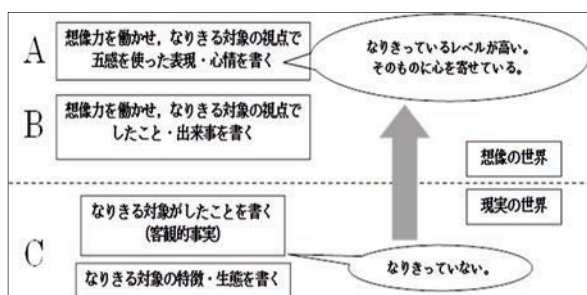 A
想像力を働かせ，なりきる対象の視点で
五感を使った表現・心情を書く
なりきっているレベルが高い。
そのものに心を寄せている。
B
想像力を働かせ，なりきる対象の視点で
したこと・出来事を書く
想像の世界
現実の世界
C
なりきる対象がしたことを書く
(客観的事実)
なりきっていない。
なりきる対象の特徴・生態を書く